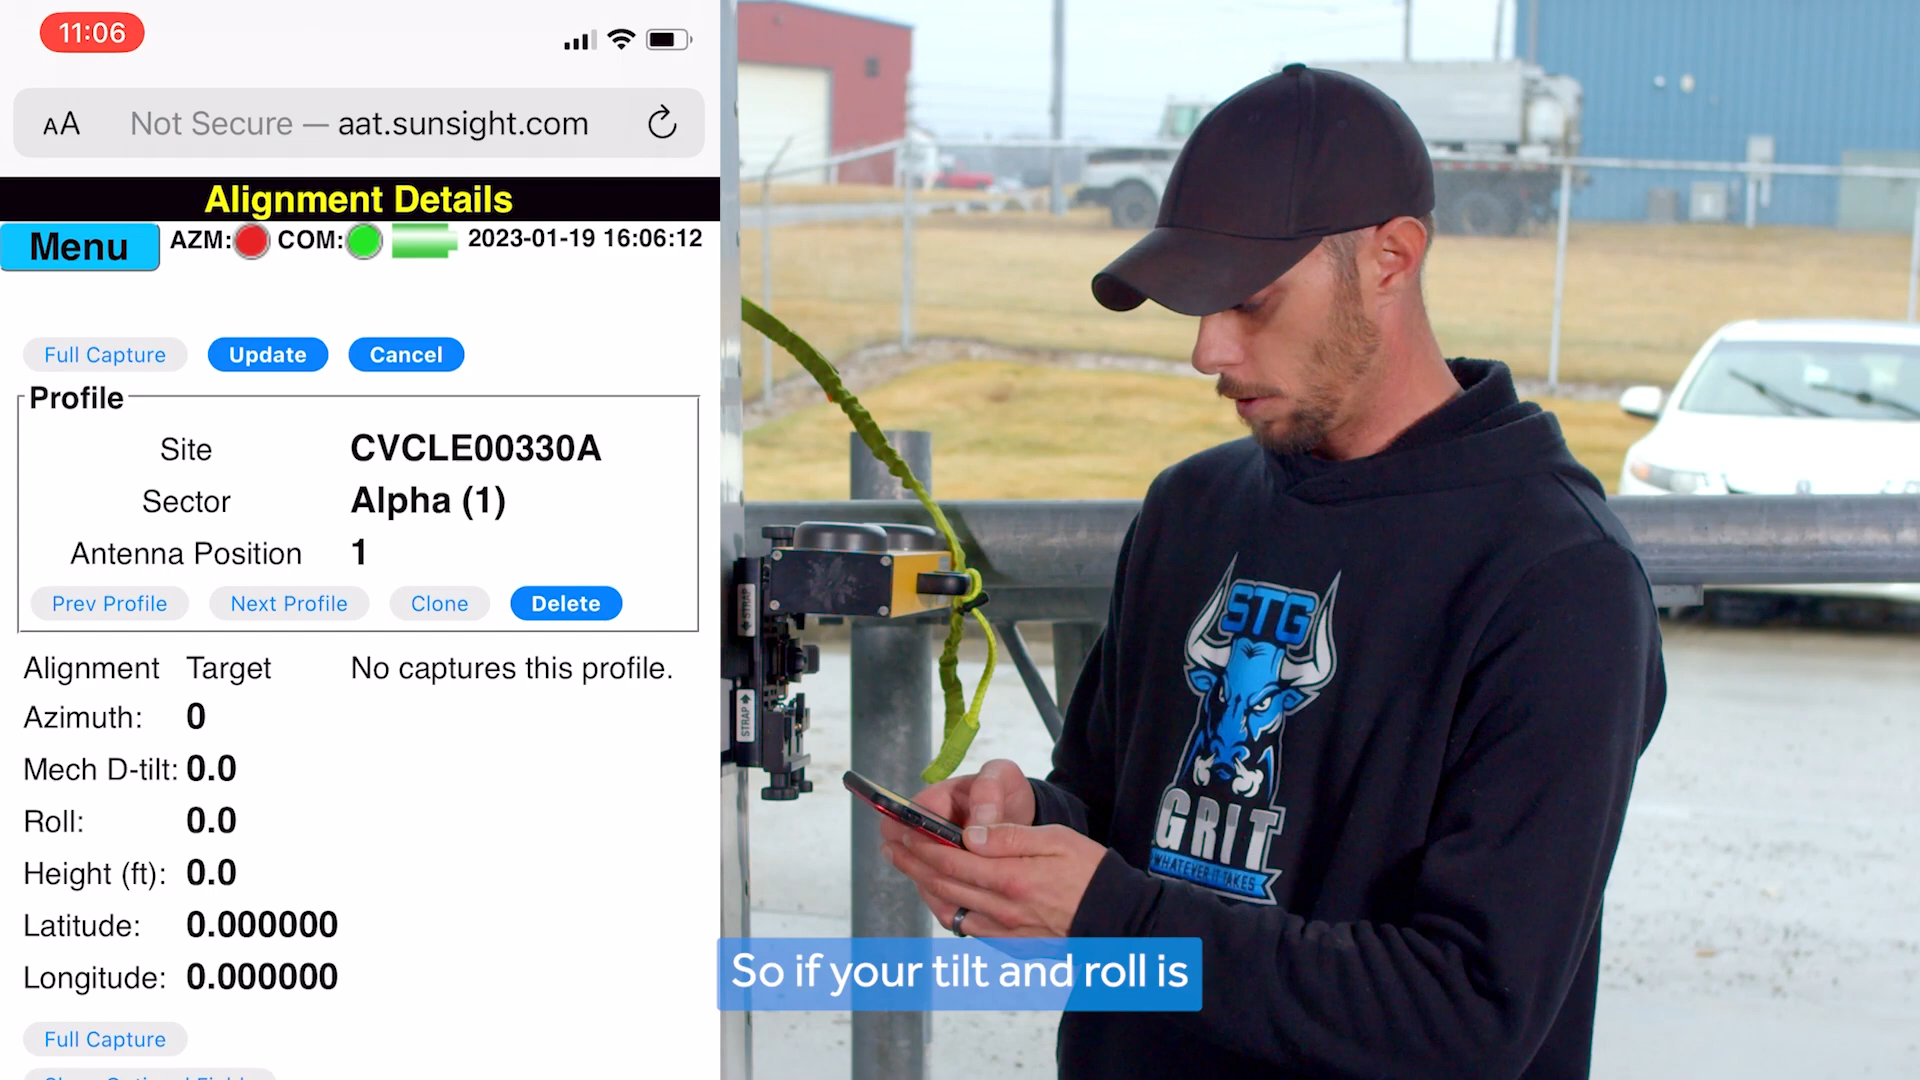 11:06
AA Not Secure — aat.sunsight.com
Alignment Details
Menu AZM: COM: 2023-01-19 16:06:12
Full Capture Update Cancel
Profile
Site CVCLE00330A
Sector Alpha (1)
Antenna Position 1
Prev Profile Next Profile Clone Delete
Alignment Target No captures this profile.
Azimuth: 0
Mech D-tilt: 0.0
Roll: 0.0
Height (ft): 0.0
Latitude: 0.000000
Longitude: 0.000000
Full Capture
STRAP
STRAP
STG
GRIT
WHATEVER IT TAKES
So if your tilt and roll is